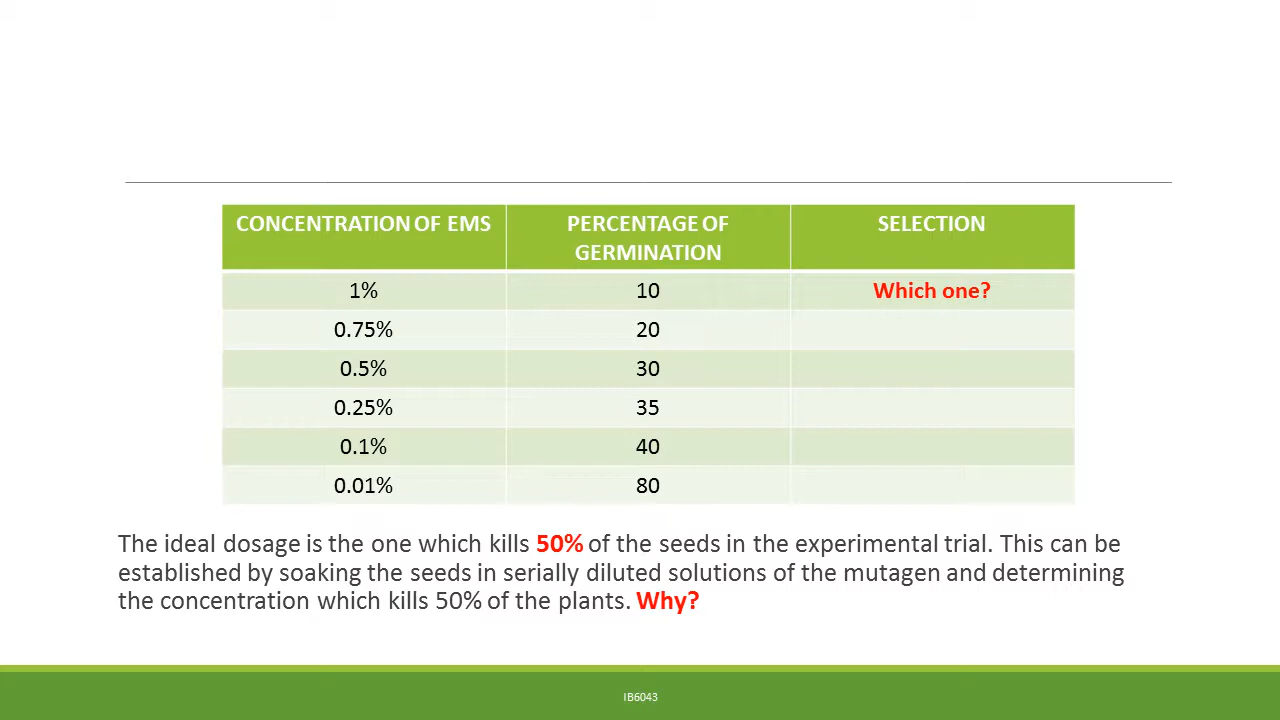 CONCENTRATION OF EMS PERCENTAGE OF GERMINATION SELECTION
1% 10 Which one?
0.75% 20
0.5% 30
0.25% 35
0.1% 40
0.01% 80
The ideal dosage is the one which kills 50% of the seeds in the experimental trial. This can be
established by soaking the seeds in serially diluted solutions of the mutagen and determining
the concentration which kills 50% of the plants. Why?
IB6043